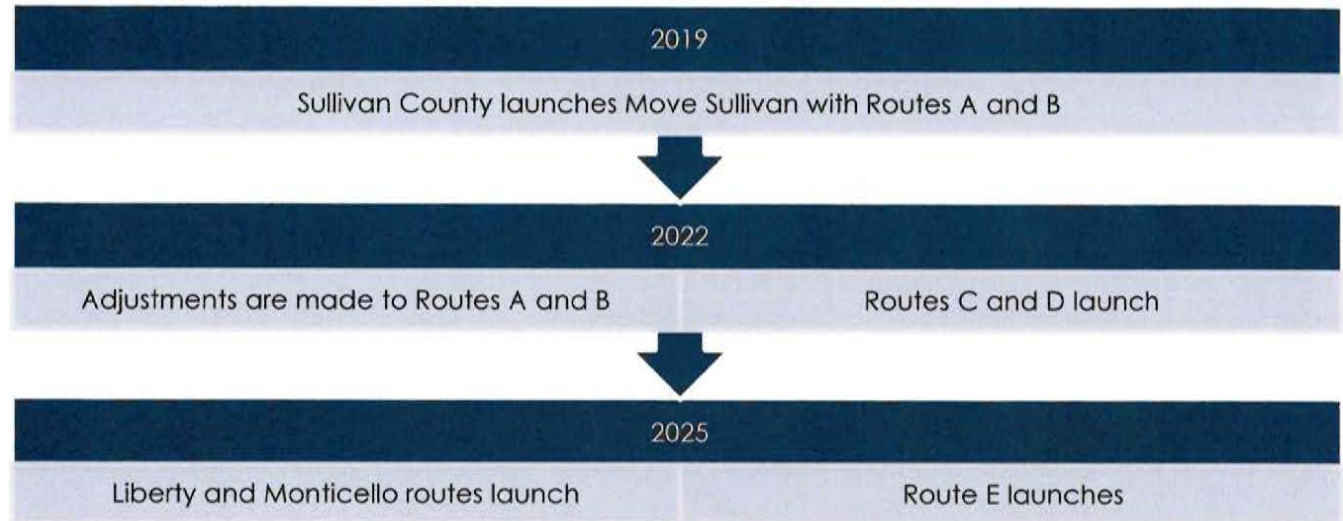 2019
Sullivan County launches Move Sullivan with Routes A and B
2022
Adjustments are made to Routes A and B
Routes C and D launch
2025
Liberty and Monticello routes launch
Route E launches